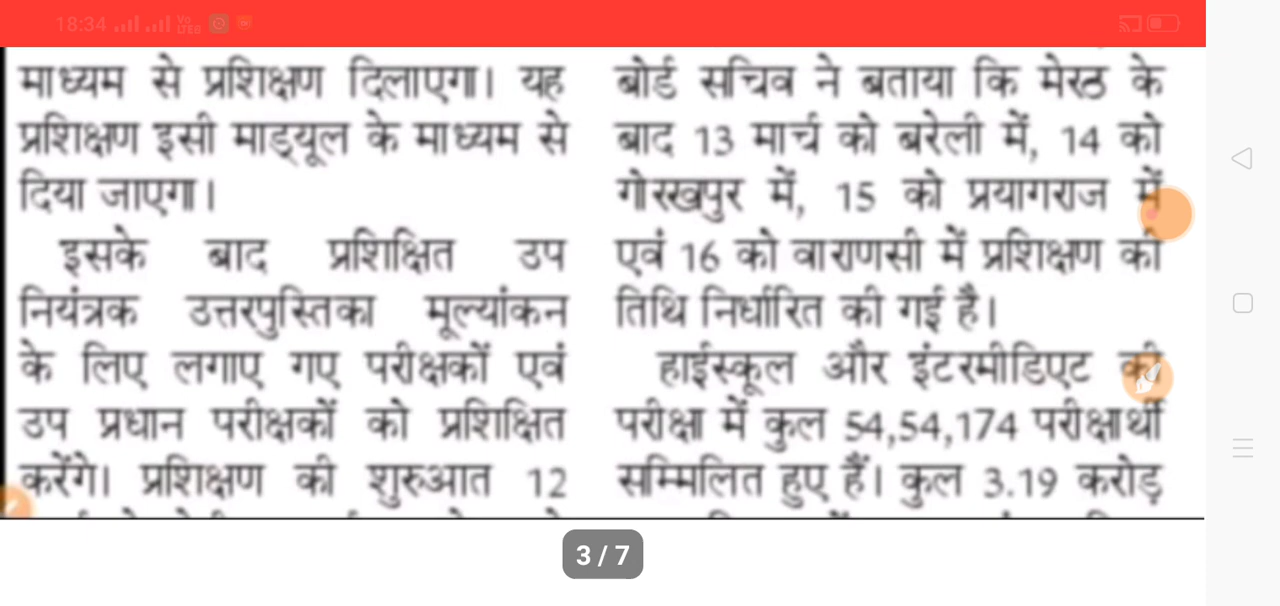 18:34
माध्यम से प्रशिक्षण दिलाएगा। यह
प्रशिक्षण इसी माड्यूल के माध्यम से
दिया जाएगा।
इसके बाद प्रशिक्षित उप
नियंत्रक उत्तरपुस्तिका मूल्यांकन
के लिए लगाए गए परीक्षकों एवं
उप प्रधान परीक्षकों को प्रशिक्षित
करेंगे। प्रशिक्षण की शुरुआत 12
बोर्ड सचिव ने बताया कि मेरठ के
बाद 13 मार्च को बरेली में, 14 को
गोरखपुर में, 15 को प्रयागराज में
एवं 16 को वाराणसी में प्रशिक्षण की
तिथि निर्धारित की गई है।
हाईस्कूल और इंटरमीडिएट की
परीक्षा में कुल 54,54,174 परीक्षार्थी
सम्मिलित हुए हैं। कुल 3.19 करोड़
3 / 7